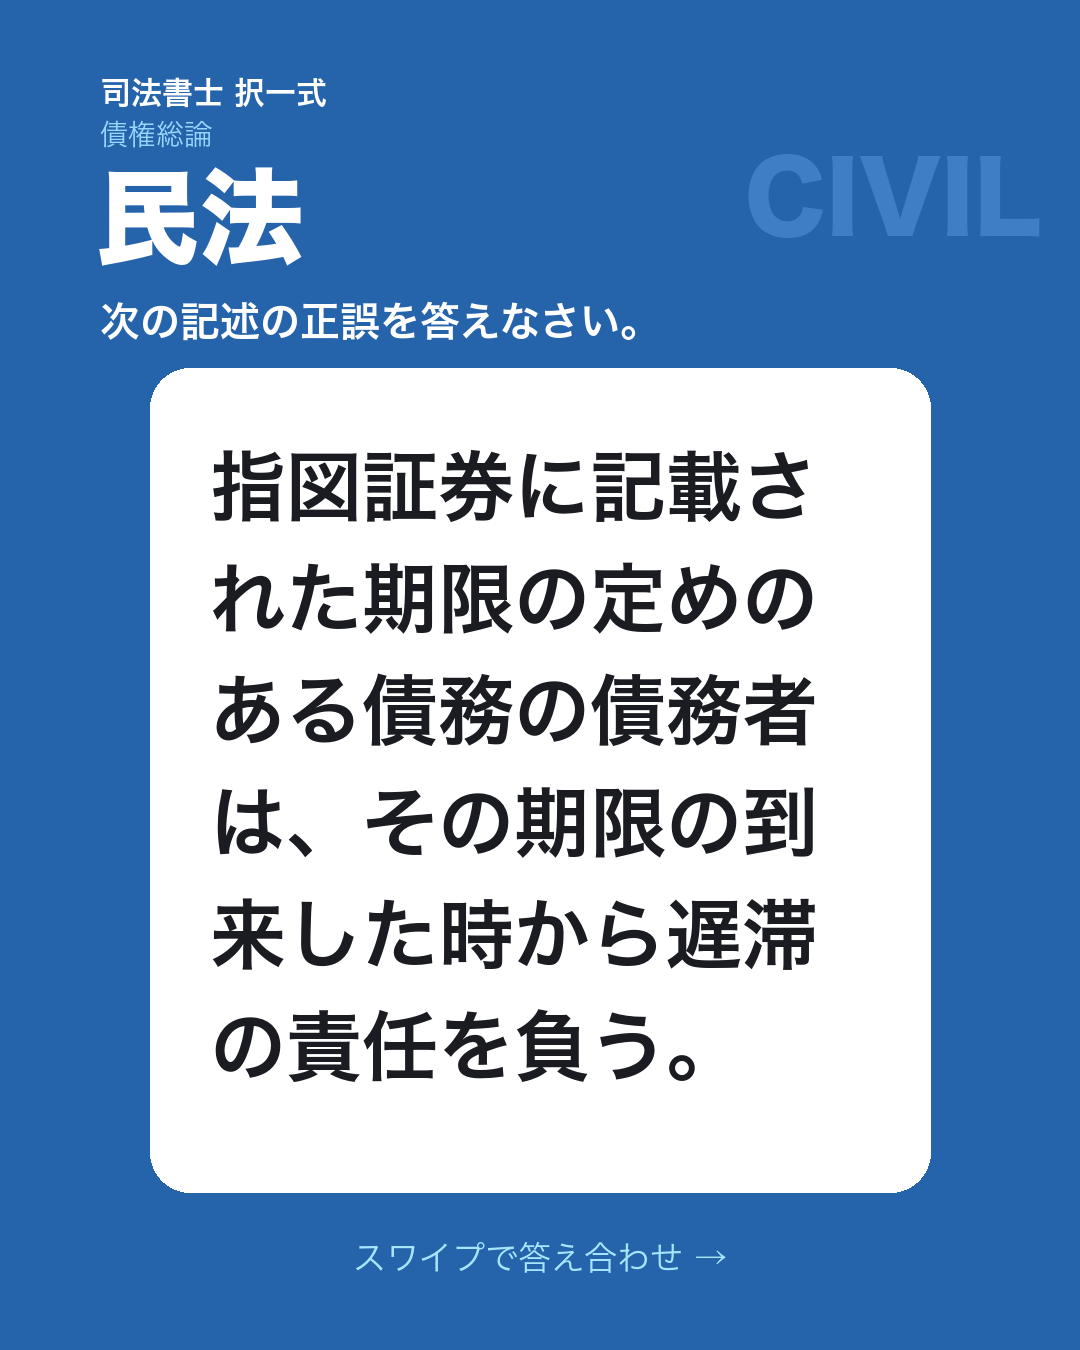 司法書士 択一式
債権総論
民法
CIVIL
次の記述の正誤を答えなさい。
指図証券に記載さ
れた期限の定めの
ある債務の債務者
は、その期限の到
来した時から遅滞
の責任を負う。
スワイプで答え合わせ →